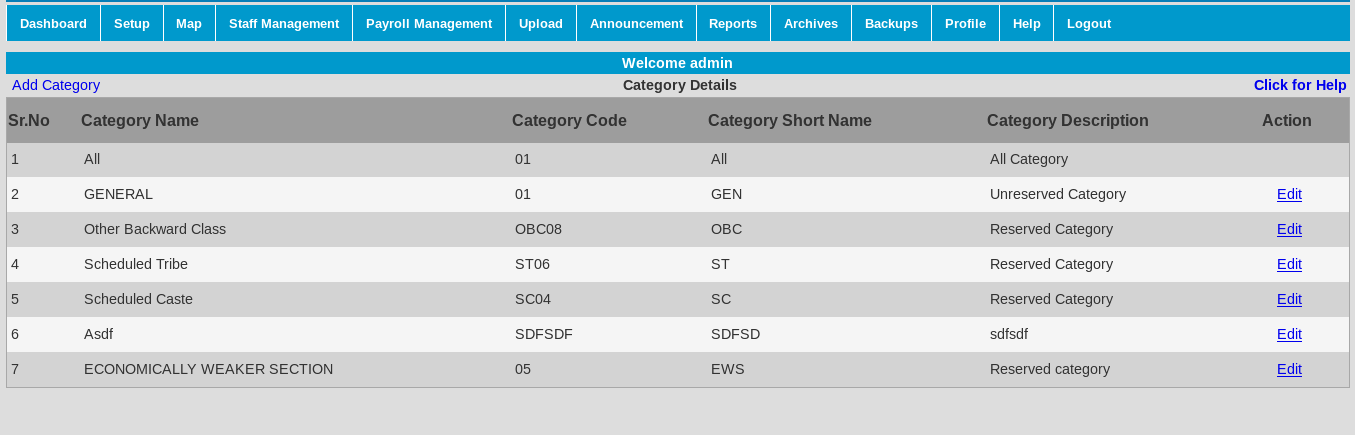 Dashboard Setup Map Staff Management Payroll Management Upload Announcement Reports Archives Backups Profile Help Logout
Welcome admin
Add Category Category Details Click for Help
Sr.No Category Name Category Code Category Short Name Category Description Action
1 All 01 All All Category
2 GENERAL 01 GEN Unreserved Category Edit
3 Other Backward Class OBC08 OBC Reserved Category Edit
4 Scheduled Tribe ST06 ST Reserved Category Edit
5 Scheduled Caste SC04 SC Reserved Category Edit
6 Asdf SDFSDF SDFSD sdfsdf Edit
7 ECONOMICALLY WEAKER SECTION 05 EWS Reserved category Edit